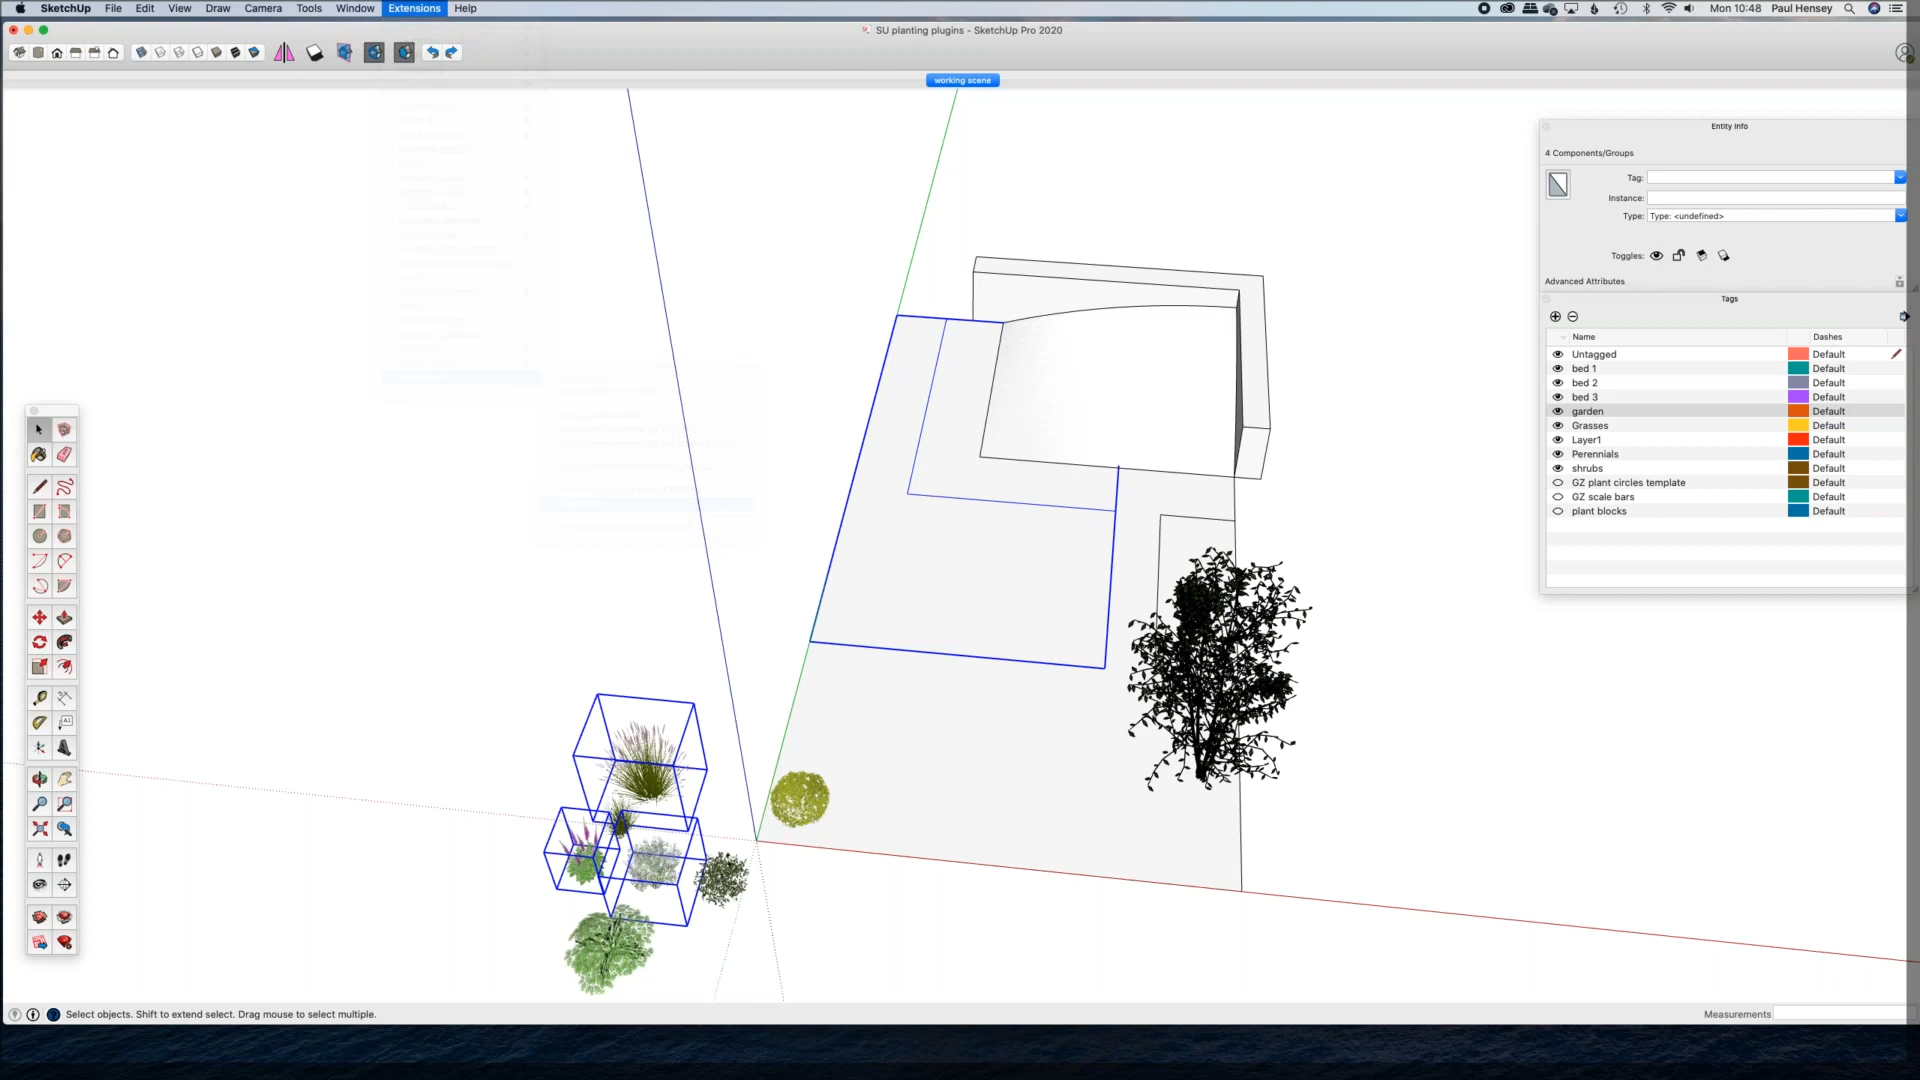 SketchUp File Edit View Draw Camera Tools Window Extensions Help
Mon 10:48 Paul Hensey
SU planting plugins - SketchUp Pro 2020
working scene
Entity Info
4 Components/Groups
Tag:
Instance:
Type: Type: <undefined>
Toggles:
Advanced Attributes
Tags
Name Dashes
Untagged Default
bed 1 Default
bed 2 Default
bed 3 Default
garden Default
Grasses Default
Layer1 Default
Perennials Default
shrubs Default
GZ plant circles template Default
GZ scale bars Default
plant blocks Default
Select objects. Shift to extend select. Drag mouse to select multiple.
Measurements